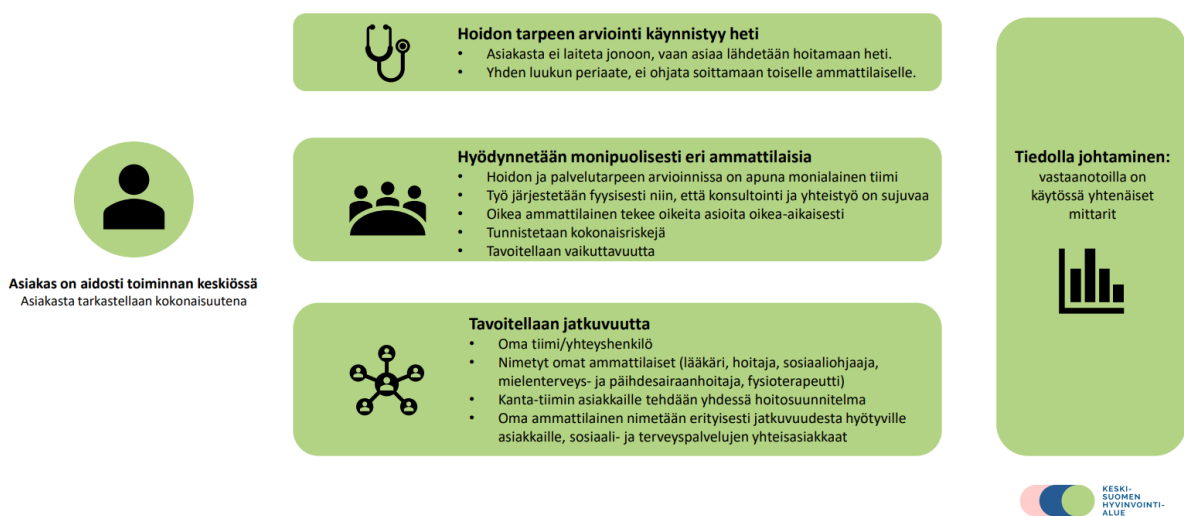 Asiakas on aidosti toiminnan keskiössä
Asiakasta tarkastellaan kokonaisuutena
Hoidon tarpeen arviointi käynnistyy heti
• Asiakasta ei laiteta jonoon, vaan asiaa lähdetään hoitamaan heti.
• Yhden luukun periaate, ei ohjata soittamaan toiselle ammattilaiselle.
Hyödynnetään monipuolisesti eri ammattilaisia
• Hoidon ja palvelutarpeen arvioinnissa on apuna monialainen tiimi
• Työ järjestetään fyysisesti niin, että konsultointi ja yhteistyö on sujuvaa
• Oikea ammattilainen tekee oikeita asioita oikea-aikaisesti
• Tunnistetaan kokonaisriskejä
• Tavoitellaan vaikuttavuutta
Tavoitellaan jatkuvuutta
• Oma tiimi/yhteyshenkilö
• Nimetyt omat ammattilaiset (lääkäri, hoitaja, sosiaaliohjaaja,
mielenterveys- ja päihdesairaanhoitaja, fysioterapeutti)
• Kanta-tiimin asiakkaille tehdään yhdessä hoitosuunnitelma
• Oma ammattilainen nimetään erityisesti jatkuvuudesta hyötyville
asiakkaille, sosiaali- ja terveyspalvelujen yhteisasiakkaat
Tiedolla johtaminen:
vastaanotoilla on
käytössä yhtenäiset
mittarit
KESKI-
SUOMEN
HYVINVOINTI-
ALUE